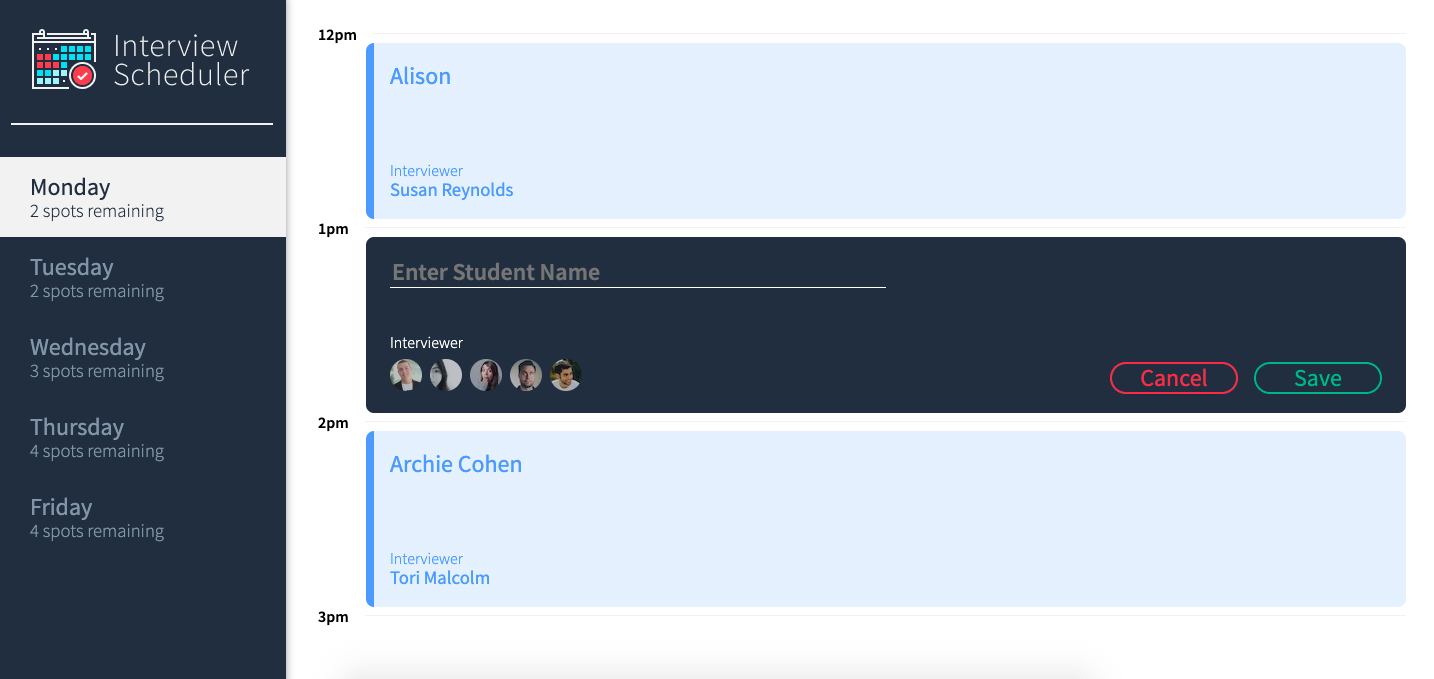 Interview
Scheduler
Monday
2 spots remaining
Tuesday
2 spots remaining
Wednesday
3 spots remaining
Thursday
4 spots remaining
Friday
4 spots remaining
12pm
Alison
Interviewer
Susan Reynolds
1pm
Enter Student Name
Interviewer
Cancel
Save
2pm
Archie Cohen
Interviewer
Tori Malcolm
3pm